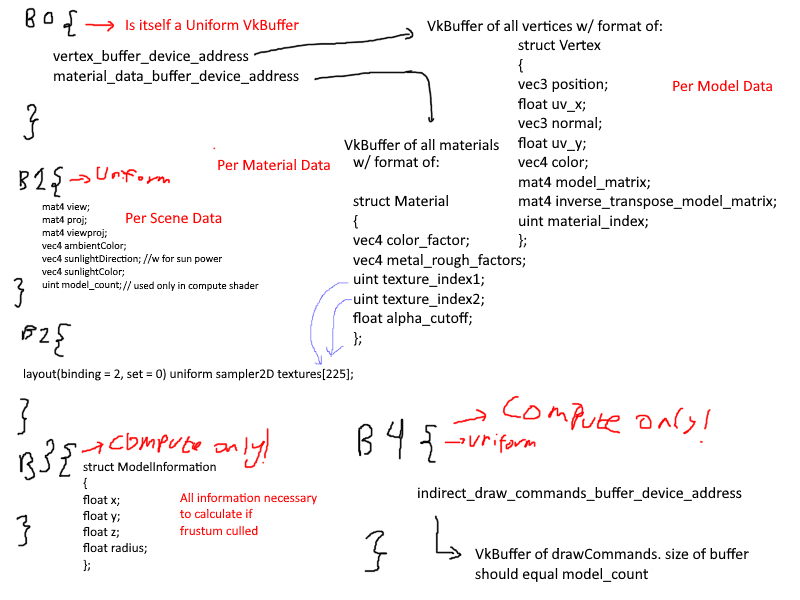 B0{ → Is itself a Uniform VkBuffer
vertex_buffer_device_address
material_data_buffer_device_address
}
VkBuffer of all vertices w/ format of:
struct Vertex
{
vec3 position;
float uv_x;
vec3 normal;
float uv_y;
vec4 color;
mat4 model_matrix;
mat4 inverse_transpose_model_matrix;
uint material_index;
};
Per Model Data
VkBuffer of all materials
w/ format of:
Per Material Data
struct Material
{
vec4 color_factor;
vec4 metal_rough_factors;
uint texture_index1;
uint texture_index2;
float alpha_cutoff;
};
B1{ → Uniform
mat4 view;
mat4 proj;
mat4 viewproj;
vec4 ambientColor;
vec4 sunlightDirection; //w for sun power
vec4 sunlightColor;
uint model_count; // used only in compute shader
}
Per Scene Data
B2{
layout(binding = 2, set = 0) uniform sampler2D textures[225];
}
B3{ → Compute only!
struct ModelInformation
{
float x;
float y;
float z;
float radius;
};
}
All information necessary
to calculate if
frustum culled
B4{ → Compute only!
→ Uniform
indirect_draw_commands_buffer_device_address
VkBuffer of drawCommands. size of buffer
should equal model_count
}